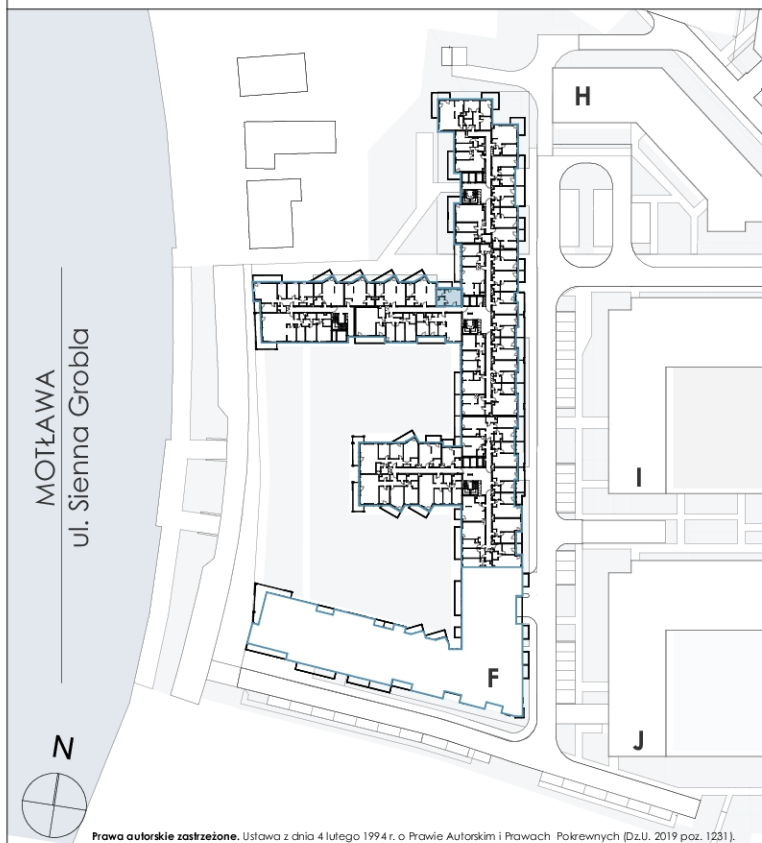 H
MOTŁAWA
ul. Sienna Grobla
I
F
J
N
Prawa autorskie zastrzeżone. Ustawa z dnia 4 lutego 1994 r. o Prawie Autorskim i Prawach Pokrewnych (Dz.U. 2019 poz. 1231).